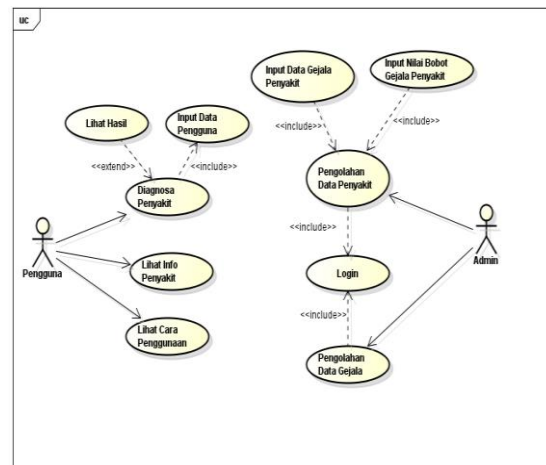 uc
Input Data Gejala
Penyakit
Input Nilai Bobot
Gejala Penyakit
Lihat Hasil
Input Data
Pengguna
<<include>>
<<include>>
<<extend>>
<<include>>
Diagnosa
Penyakit
Pengolahan
Data Penyakit
<<include>>
Pengguna
Lihat Info
Penyakit
Login
Admin
<<include>>
Lihat Cara
Penggunaan
Pengolahan
Data Gejala